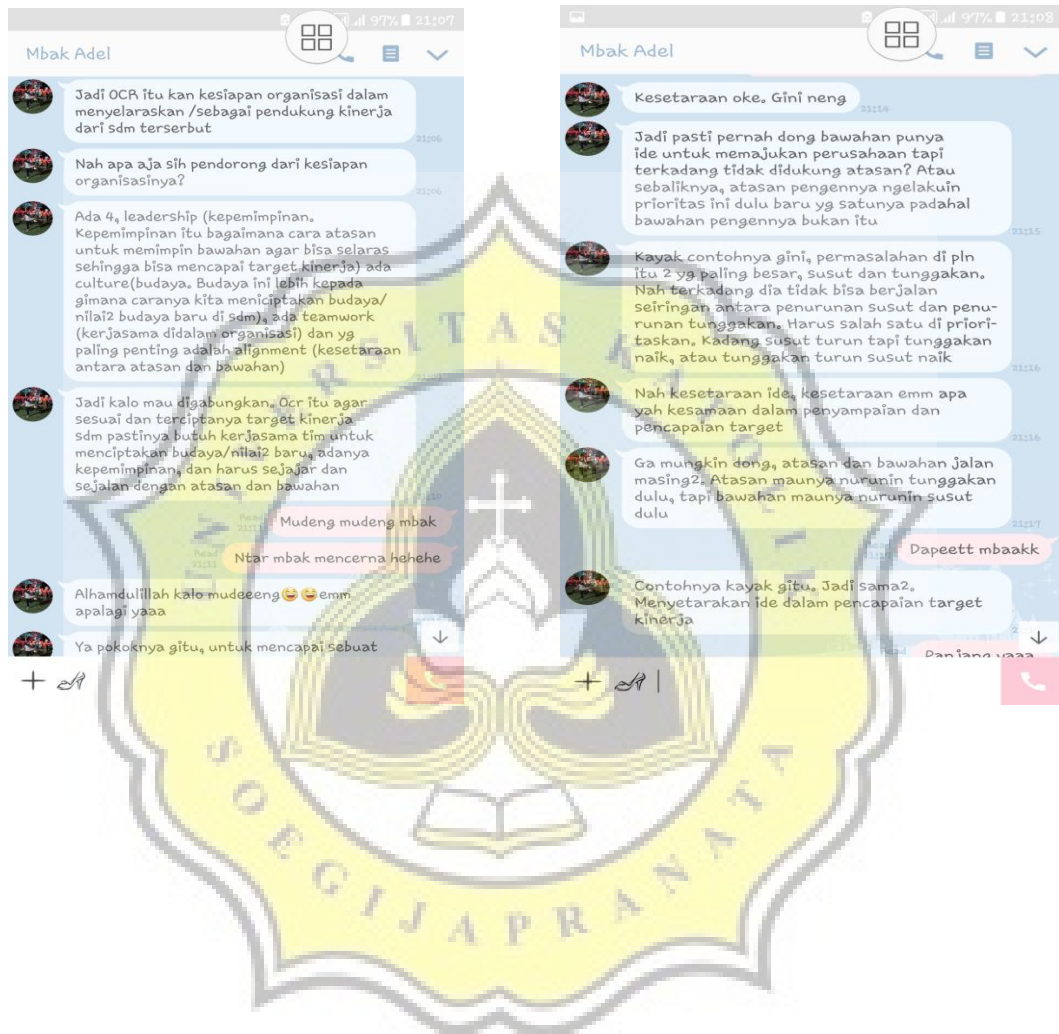 97% 21:07
Mbak Adel
Jadi OCR itu kan kesiapan organisasi dalam
menyelaraskan /sebagai pendukung kinerja
dari sdm terserbut
21:06
Nah apa aja sih pendorong dari kesiapan
organisasinya?
21:06
Ada 4, leadership (kepemimpinan.
Kepemimpinan itu bagaimana cara atasan
untuk memimpin bawahan agar bisa selaras
sehingga bisa mencapai target kinerja) ada
culture(budaya. Budaya ini lebih kepada
gimana caranya kita meniciptakan budaya/
nilai2 budaya baru di sdm), ada teamwork
(kerjasama didalam organisasi) dan yg
paling penting adalah alignment (kesetaraan
antara atasan dan bawahan)
Jadi kalo mau digabungkan. Ocr itu agar
sesuai dan terciptanya target kinerja
sdm pastinya butuh kerjasama tim untuk
menciptakan budaya/nilai2 baru, adanya
kepemimpinan, dan harus sejajar dan
sejalan dengan atasan dan bawahan
Read
Mudeng mudeng mbak
Read
21:11
Ntar mbak mencerna hehehe
Alhamdulillah kalo mudeeeng😆😆emm
apalagi yaaa
Ya pokoknya gitu, untuk mencapai sebuat
97% 21:08
Mbak Adel
Kesetaraan oke. Gini neng
21:14
Jadi pasti pernah dong bawahan punya
ide untuk memajukan perusahaan tapi
terkadang tidak didukung atasan? Atau
sebaliknya, atasan pengennya ngelakuin
prioritas ini dulu baru yg satunya padahal
bawahan pengennya bukan itu
21:15
Kayak contohnya gini, permasalahan di pln
itu 2 yg paling besar, susut dan tunggakan.
Nah terkadang dia tidak bisa berjalan
seiringan antara penurunan susut dan penu-
runan tunggakan. Harus salah satu di priori-
taskan. Kadang susut turun tapi tunggakan
naik, atau tunggakan turun susut naik
21:16
Nah kesetaraan ide, kesetaraan emm apa
yah kesamaan dalam penyampaian dan
pencapaian target
21:16
Ga mungkin dong, atasan dan bawahan jalan
masing2. Atasan maunya nurunin tunggakan
dulu, tapi bawahan maunya nurunin susut
dulu
21:17
Dapeett mbaakk
Contohnya kayak gitu. Jadi sama2.
Menyetarakan ide dalam pencapaian target
kinerja
Read
Panjang yaaa
UNIVERSITAS KATOLIK
SOEGIJAPRANATA